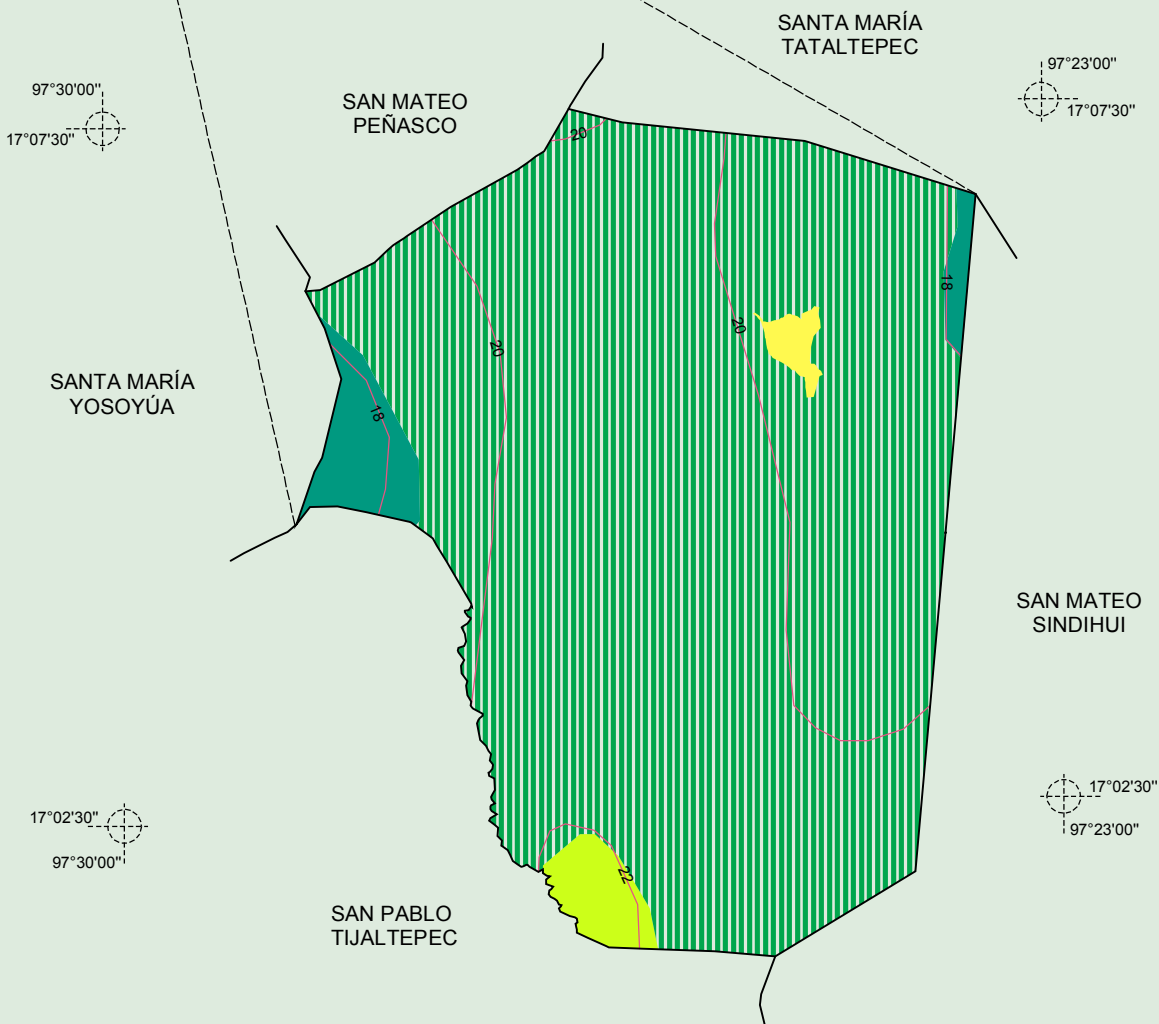 SANTA MARÍA
TATALTEPEC
97°23'00"
17°07'30"
97°30'00"
17°07'30"
SAN MATEO
PEÑASCO
20
18
20
20
SANTA MARÍA
YOSOYÚA
18
SAN MATEO
SINDIHUI
17°02'30"
97°23'00"
17°02'30"
97°30'00"
22
SAN PABLO
TIJALTEPEC